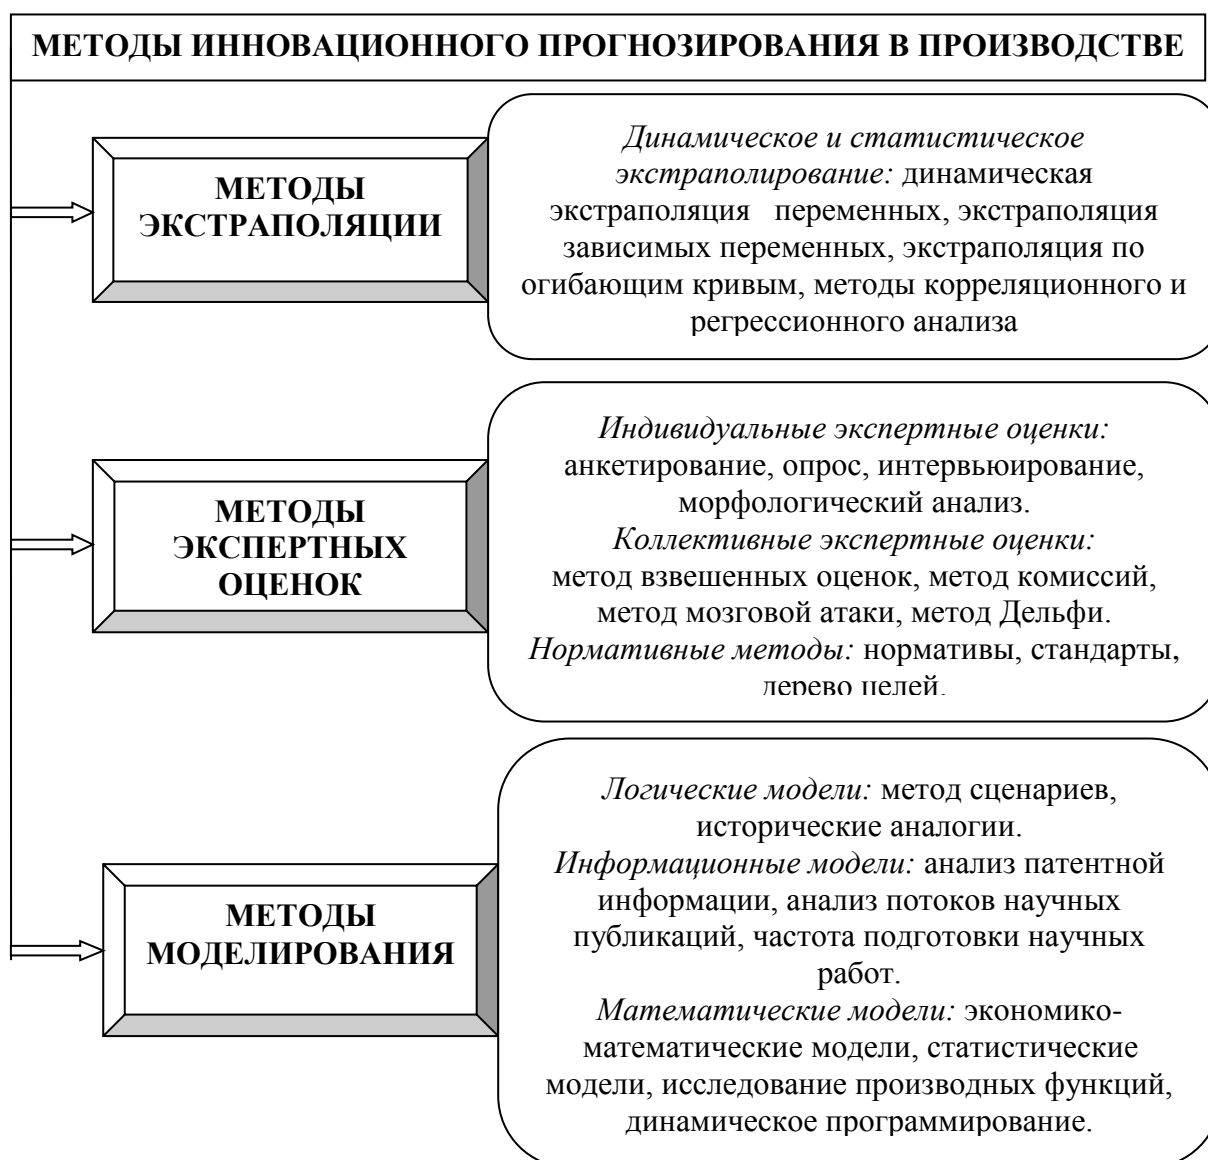 МЕТОДЫ ИННОВАЦИОННОГО ПРОГНОЗИРОВАНИЯ В ПРОИЗВОДСТВЕ
МЕТОДЫ
ЭКСТРАПОЛЯЦИИ
Динамическое и статистическое
экстраполирование: динамическая
экстраполяция переменных, экстраполяция
зависимых переменных, экстраполяция по
огибающим кривым, методы корреляционного и
регрессионного анализа
МЕТОДЫ
ЭКСПЕРТНЫХ
ОЦЕНОК
Индивидуальные экспертные оценки:
анкетирование, опрос, интервьюирование,
морфологический анализ.
Коллективные экспертные оценки:
метод взвешенных оценок, метод комиссий,
метод мозговой атаки, метод Дельфи.
Нормативные методы: нормативы, стандарты,
дерево целей.
МЕТОДЫ
МОДЕЛИРОВАНИЯ
Логические модели: метод сценариев,
исторические аналогии.
Информационные модели: анализ патентной
информации, анализ потоков научных
публикаций, частота подготовки научных
работ.
Математические модели: экономико-
математические модели, статистические
модели, исследование производных функций,
динамическое программирование.